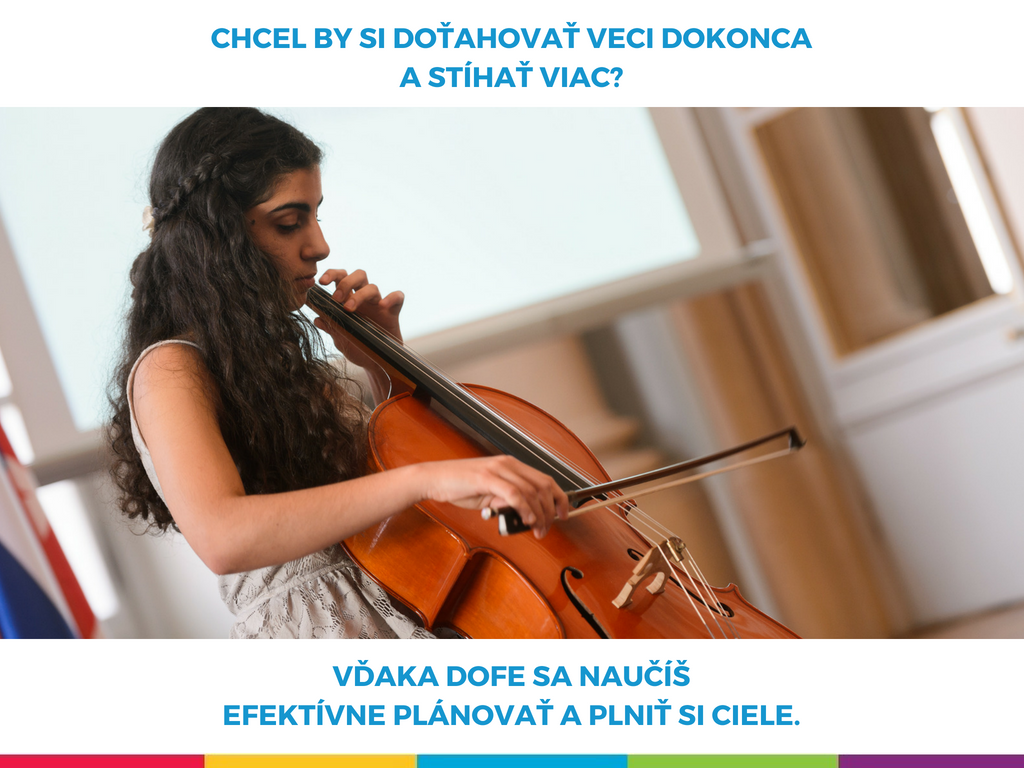 CHCEL BY SI DOŤAHOVAŤ VECI DOKONCA
A STÍHAŤ VIAC?
VĎAKA DOFE SA NAUČÍŠ
EFEKTÍVNE PLÁNOVAŤ A PLNIŤ SI CIELE.